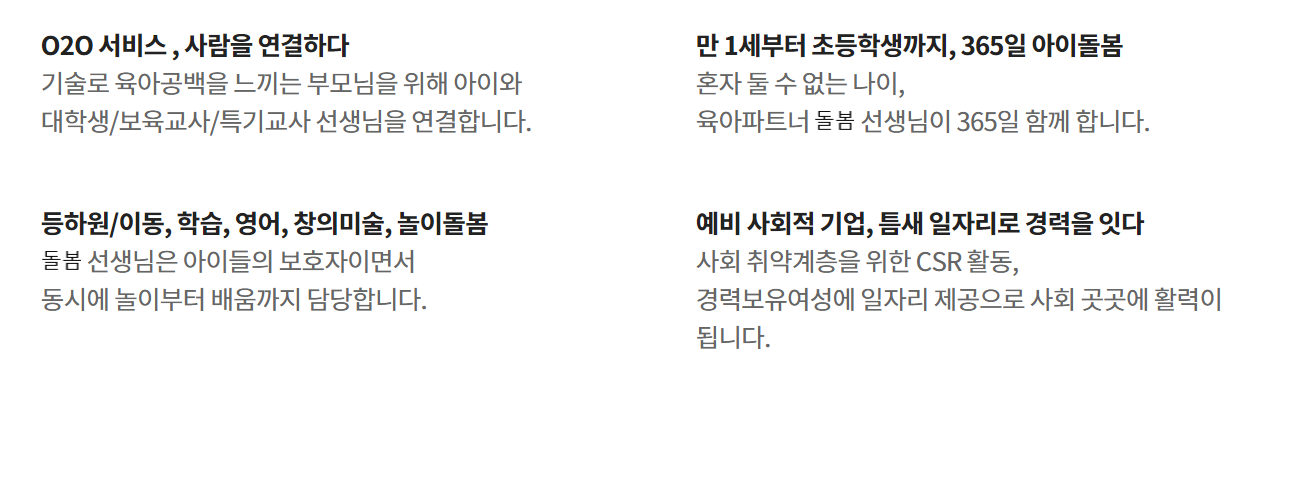 O2O 서비스 , 사람을 연결하다
기술로 육아공백을 느끼는 부모님을 위해 아이와
대학생/보육교사/특기교사 선생님을 연결합니다.
만 1세부터 초등학생까지, 365일 아이돌봄
혼자 둘 수 없는 나이,
육아파트너 돌봄 선생님이 365일 함께 합니다.
등하원/이동, 학습, 영어, 창의미술, 놀이돌봄
돌봄 선생님은 아이들의 보호자이면서
동시에 놀이부터 배움까지 담당합니다.
예비 사회적 기업, 틈새 일자리로 경력을 잇다
사회 취약계층을 위한 CSR 활동,
경력보유여성에 일자리 제공으로 사회 곳곳에 활력이
됩니다.